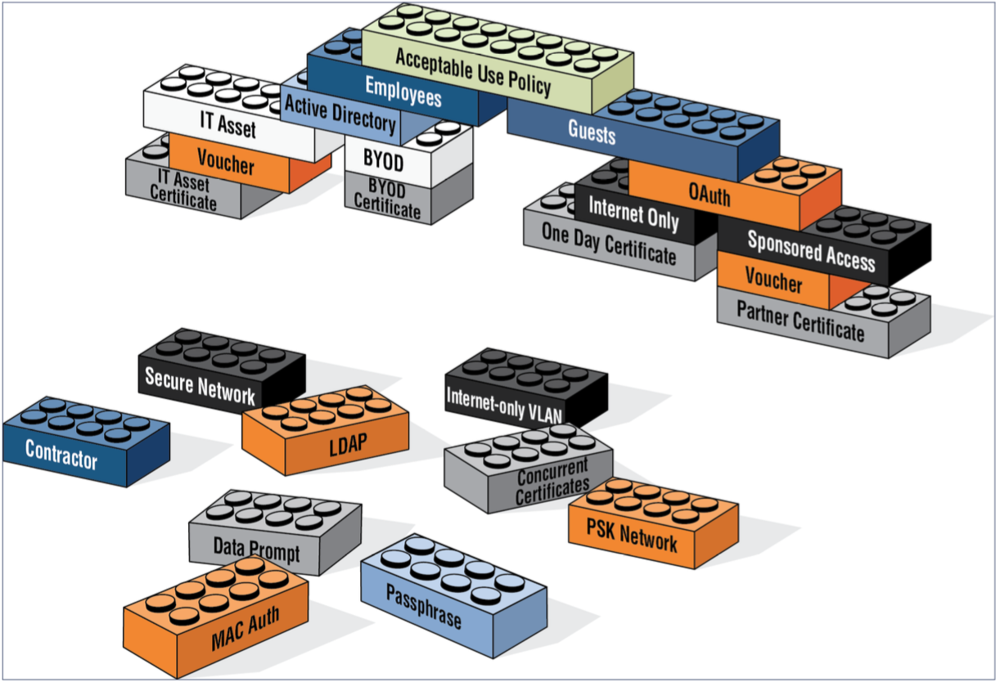 Acceptable Use Policy
Employees
Active Directory
IT Asset
Voucher
IT Asset
Certificate
BYOD
BYOD
Certificate
Guests
OAuth
Internet Only
One Day Certificate
Sponsored Access
Voucher
Partner Certificate
Secure Network
Internet-only VLAN
Contractor
LDAP
Concurrent
Certificates
PSK Network
Data Prompt
Passphrase
MAC Auth